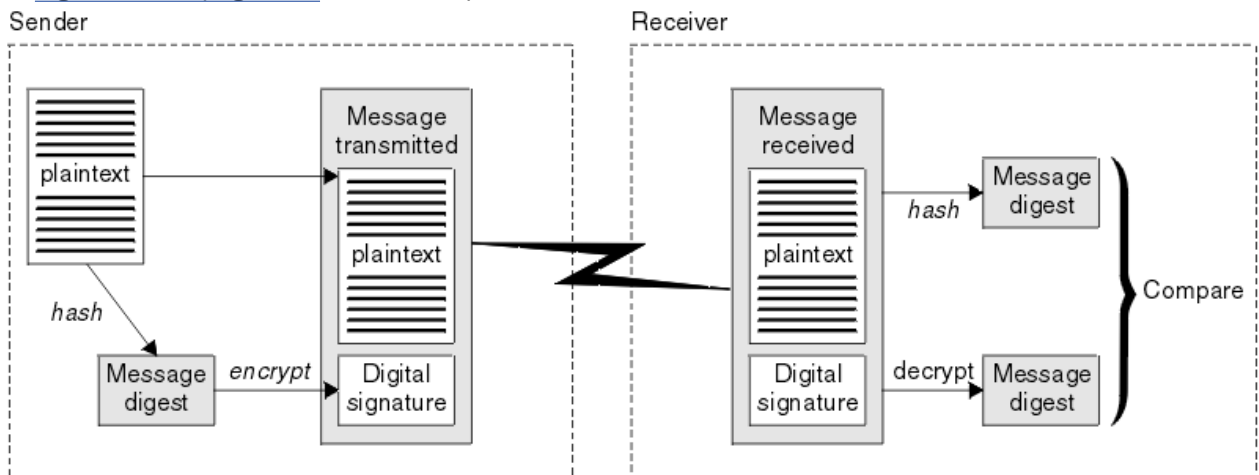 Sender
Receiver
plaintext
hash
Message
digest
encrypt
Message
transmitted
plaintext
Digital
signature
Message
received
plaintext
Digital
signature
hash
Message
digest
decrypt
Message
digest
Compare